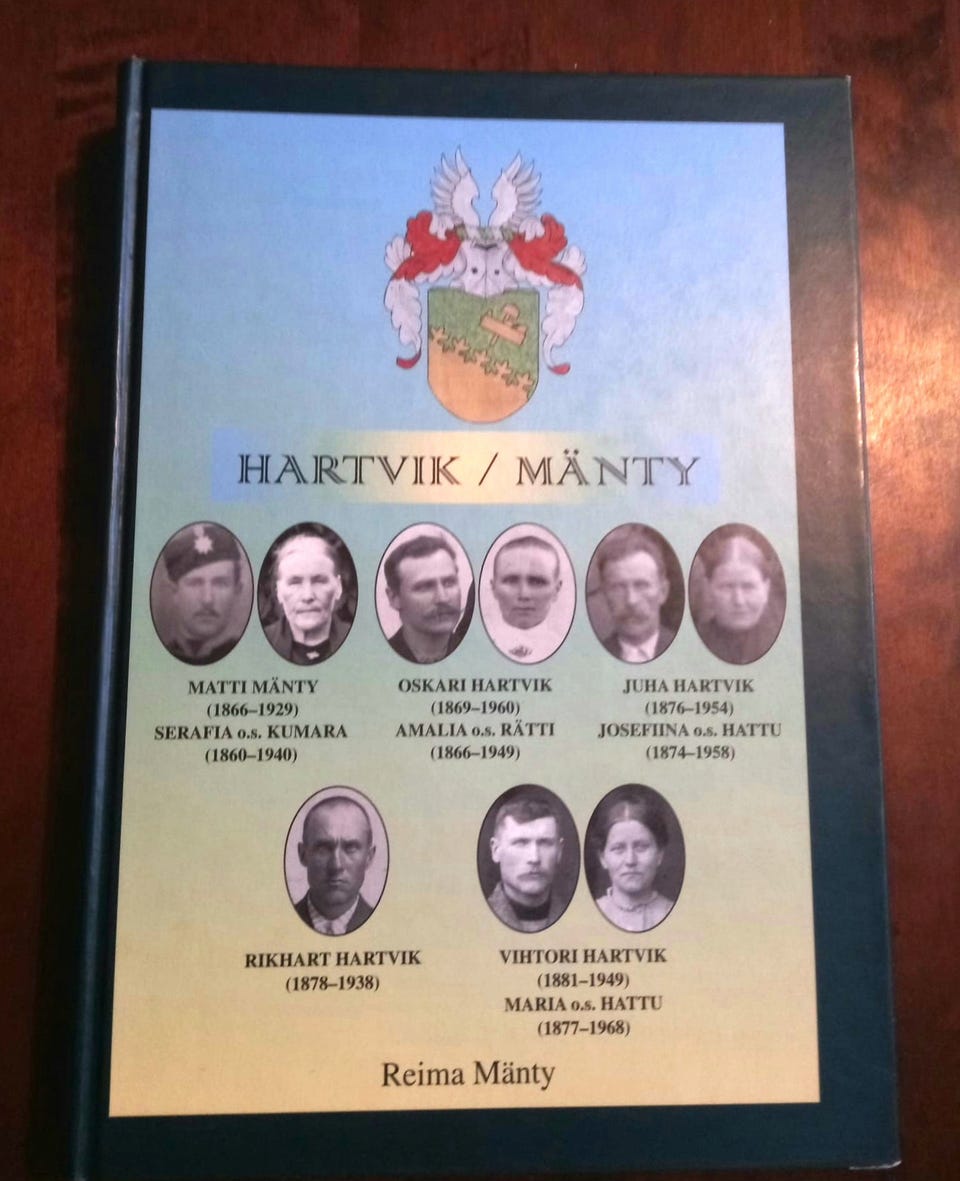 HARTVIK / MÄNTY
MATTI MÄNTY
(1866–1929)
SERAFIA o.s. KUMARA
(1860–1940)
OSKARI HARTVIK
(1869–1960)
AMALIA o.s. RÄTTI
(1866–1949)
JUHA HARTVIK
(1876–1954)
JOSEFIINA o.s. HATTU
(1874–1958)
RIKHART HARTVIK
(1878–1938)
VIHTORI HARTVIK
(1881–1949)
MARIA o.s. HATTU
(1877–1968)
Reima Mänty